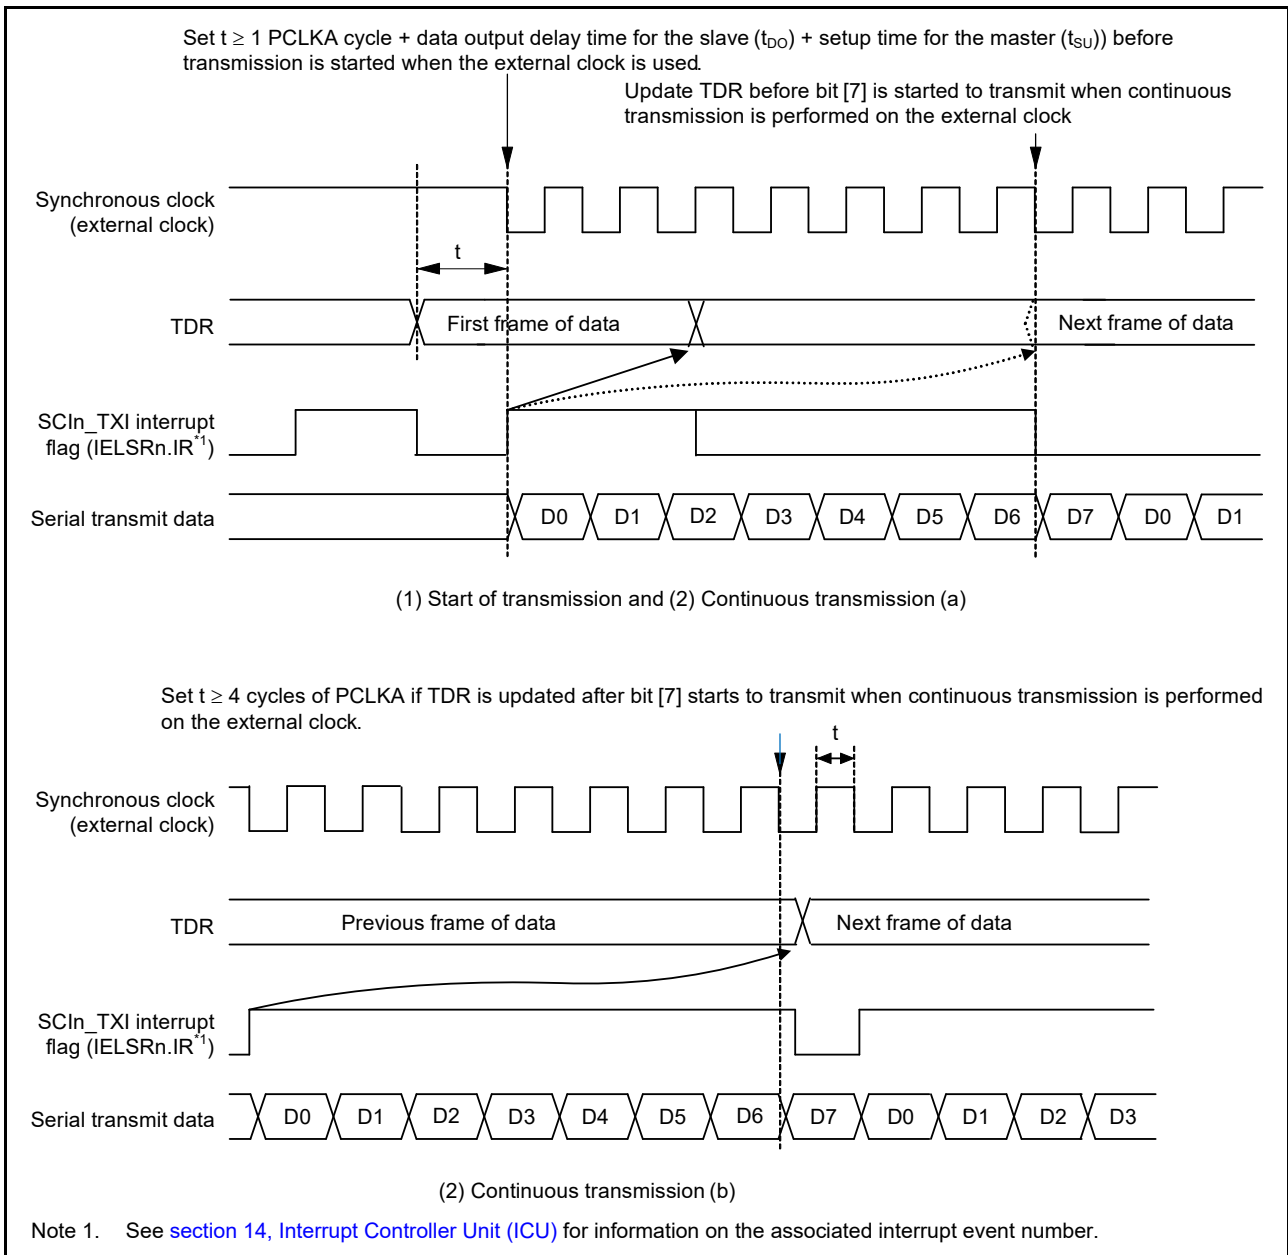 Set t ≥ 1 PCLKA cycle + data output delay time for the slave (tDO) + setup time for the master (tSU)) before
transmission is started when the external clock is used.
Update TDR before bit [7] is started to transmit when continuous
transmission is performed on the external clock
Synchronous clock
(external clock)
t
TDR
First frame of data
Next frame of data
SCIn_TXI interrupt
flag (IELSRn.IR*1)
Serial transmit data
D0 D1 D2 D3 D4 D5 D6 D7 D0 D1
(1) Start of transmission and (2) Continuous transmission (a)
Set t ≥ 4 cycles of PCLKA if TDR is updated after bit [7] starts to transmit when continuous transmission is performed
on the external clock.
t
Synchronous clock
(external clock)
TDR
Previous frame of data
Next frame of data
SCIn_TXI interrupt
flag (IELSRn.IR*1)
Serial transmit data
D0 D1 D2 D3 D4 D5 D6 D7 D0 D1 D2 D3
(2) Continuous transmission (b)
Note 1. See section 14, Interrupt Controller Unit (ICU) for information on the associated interrupt event number.